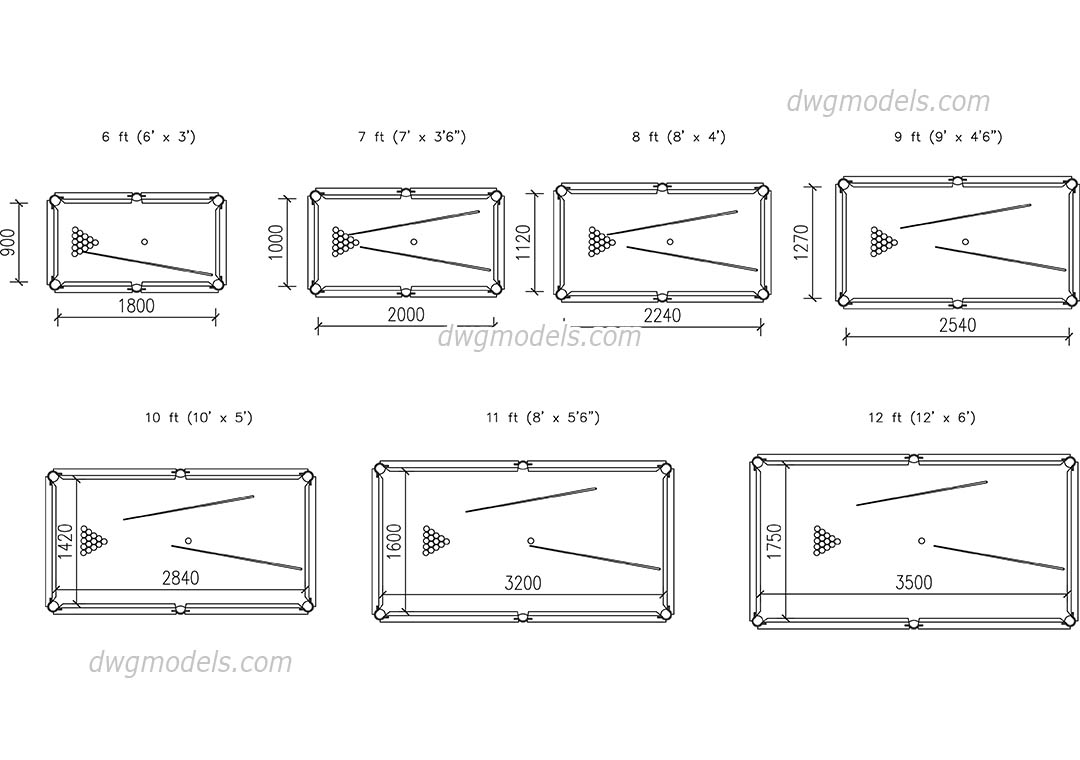 dwgmodels.com
6 ft (6' x 3')
7 ft (7' x 3'6")
8 ft (8' x 4')
9 ft (9' x 4'6")
900
1800
1000
2000
1120
2240
1270
2540
dwgmodels.com
10 ft (10' x 5')
11 ft (8' x 5'6")
12 ft (12' x 6')
1420
2840
1600
3200
1750
3500
dwgmodels.com